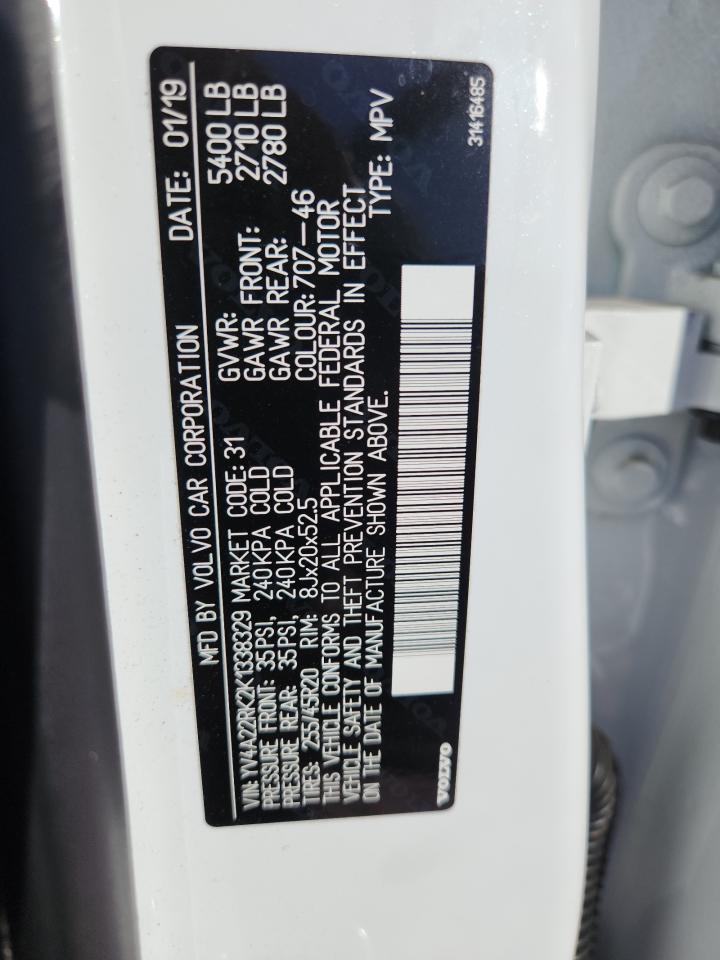 MFD BY VOLVO CAR CORPORATION DATE: 01/19
VIN: YV4A22RK2K1338329 MARKET CODE: 31 GVWR: 5400 LB
PRESSURE FRONT: 35PSI, 240KPA COLD GAWR FRONT: 2710 LB
PRESSURE REAR: 35PSI, 240KPA COLD GAWR REAR: 2780 LB
TIRES: 255/45R20 RIM: 8Jx20x52.5 COLOUR: 707-46
THIS VEHICLE CONFORMS TO ALL APPLICABLE FEDERAL MOTOR
VEHICLE SAFETY AND THEFT PREVENTION STANDARDS IN EFFECT
ON THE DATE OF MANUFACTURE SHOWN ABOVE. TYPE: MPV
VOLVO 31416485